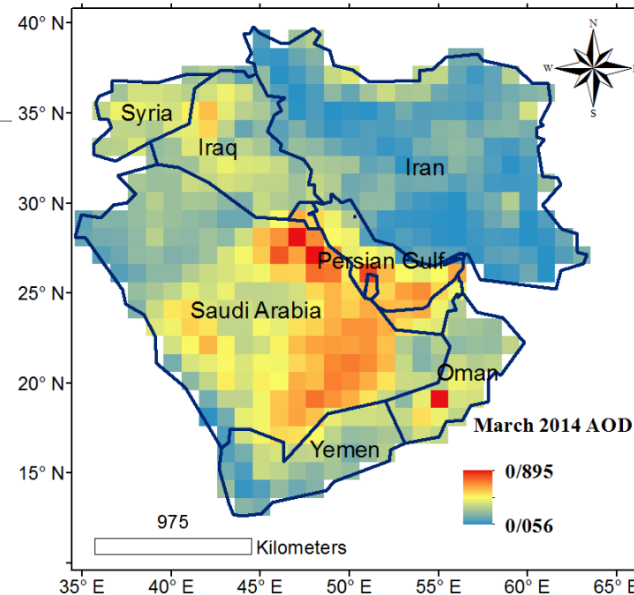 40° N
N
W
S
35° N
Syria
Iraq
Iran
30° N
Persian Gulf
25° N
Saudi Arabia
20° N
Oman
March 2014 AOD
Yemen
15° N
0/895
0/056
975
Kilometers
35° E 40° E 45° E 50° E 55° E 60° E 65°